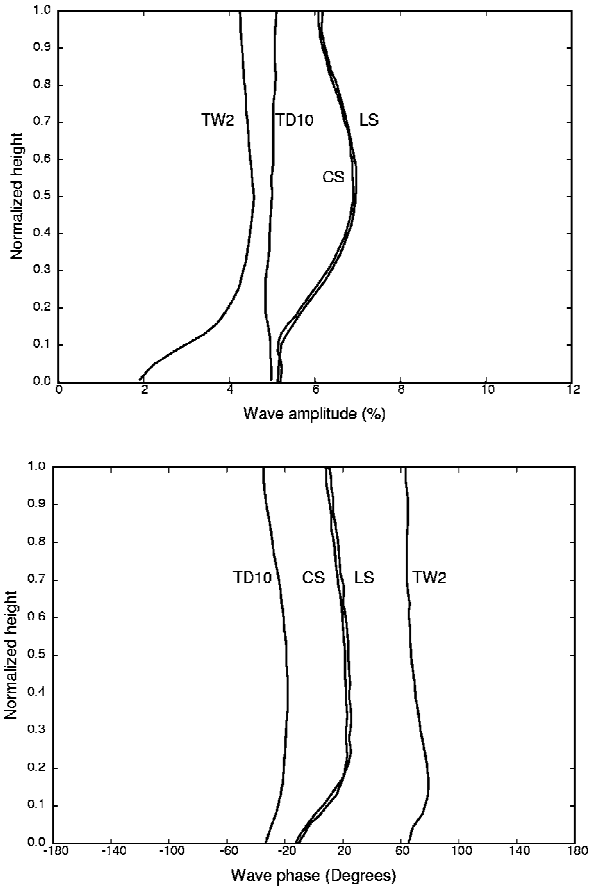 1.0
0.9
0.8
0.7
0.6
0.5
0.4
0.3
0.2
0.1
0.0
Normalized height
TW2 TD10 LS
CS
0 2 4 6 8 10 12
Wave amplitude (%)
1.0
0.9
0.8
0.7
0.6
0.5
0.4
0.3
0.2
0.1
0.0
Normalized height
TD10 CS LS TW2
-180 -140 -100 -60 -20 20 60 100 140 180
Wave phase (Degrees)